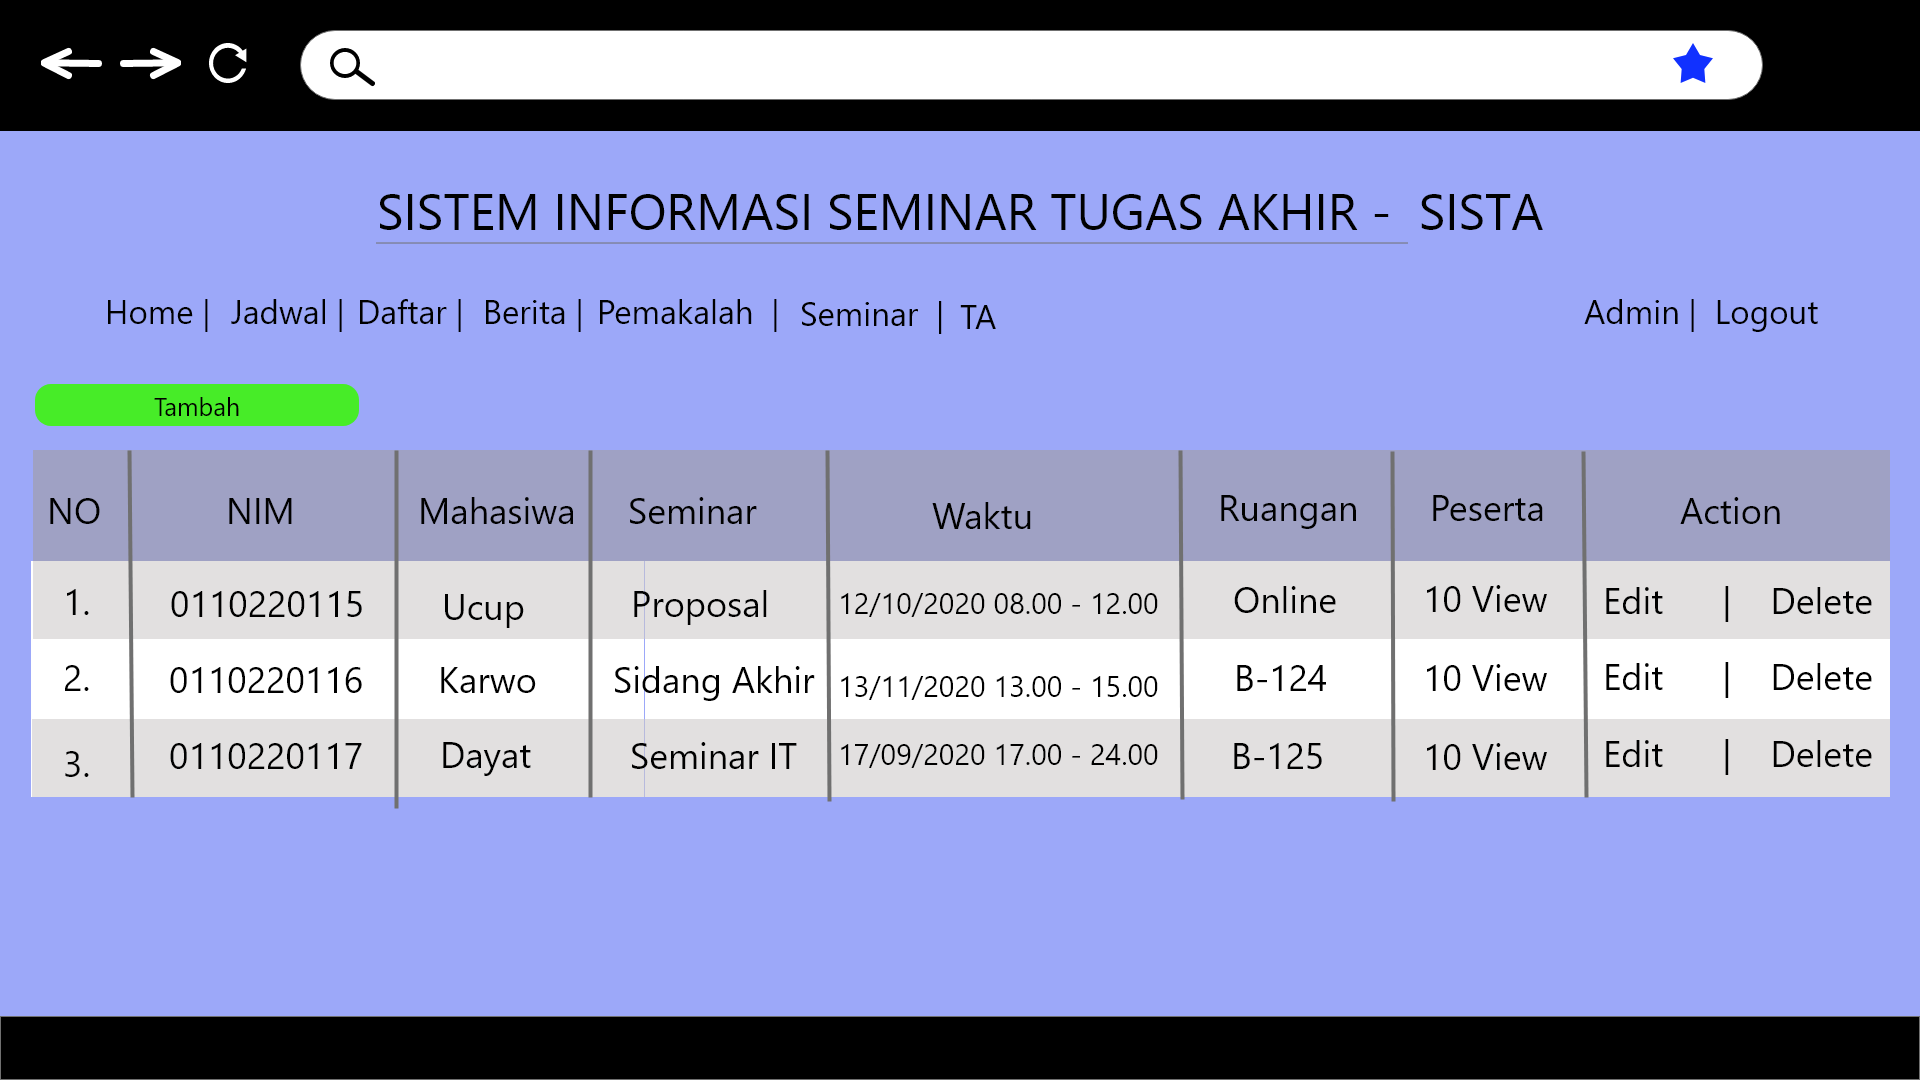 SISTEM INFORMASI SEMINAR TUGAS AKHIR - SISTA
Home | Jadwal | Daftar | Berita | Pemakalah | Seminar | TA Admin | Logout
Tambah
NO NIM Mahasiwa Seminar Waktu Ruangan Peserta Action
1. 0110220115 Ucup Proposal 12/10/2020 08.00 - 12.00 Online 10 View Edit | Delete
2. 0110220116 Karwo Sidang Akhir 13/11/2020 13.00 - 15.00 B-124 10 View Edit | Delete
3. 0110220117 Dayat Seminar IT 17/09/2020 17.00 - 24.00 B-125 10 View Edit | Delete